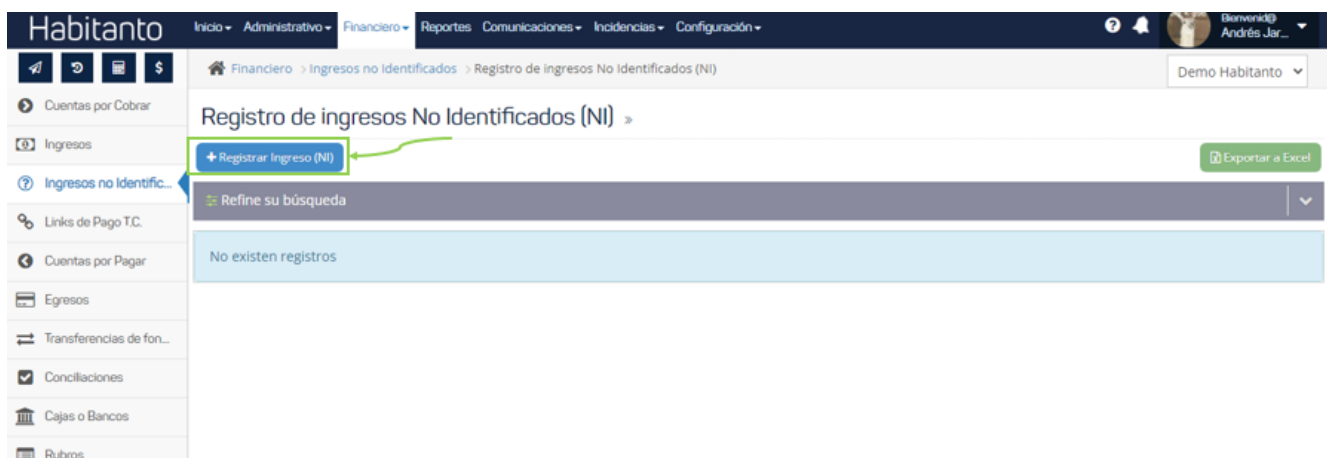 Habitanto
Inicio Administrativo Financiero Reportes Comunicaciones Incidencias Configuración
Bienvenid@
Andrés Jar...
$
Financiero > Ingresos no Identificados > Registro de ingresos No Identificados (NI)
Demo Habitanto
Cuentas por Cobrar
Ingresos
Ingresos no Identific...
Links de Pago T.C.
Cuentas por Pagar
Egresos
Transferencias de fon...
Conciliaciones
Cajas o Bancos
Rubros
Registro de ingresos No Identificados (NI) »
+ Registrar Ingreso (NI)
Exportar a Excel
Refine su búsqueda
No existen registros